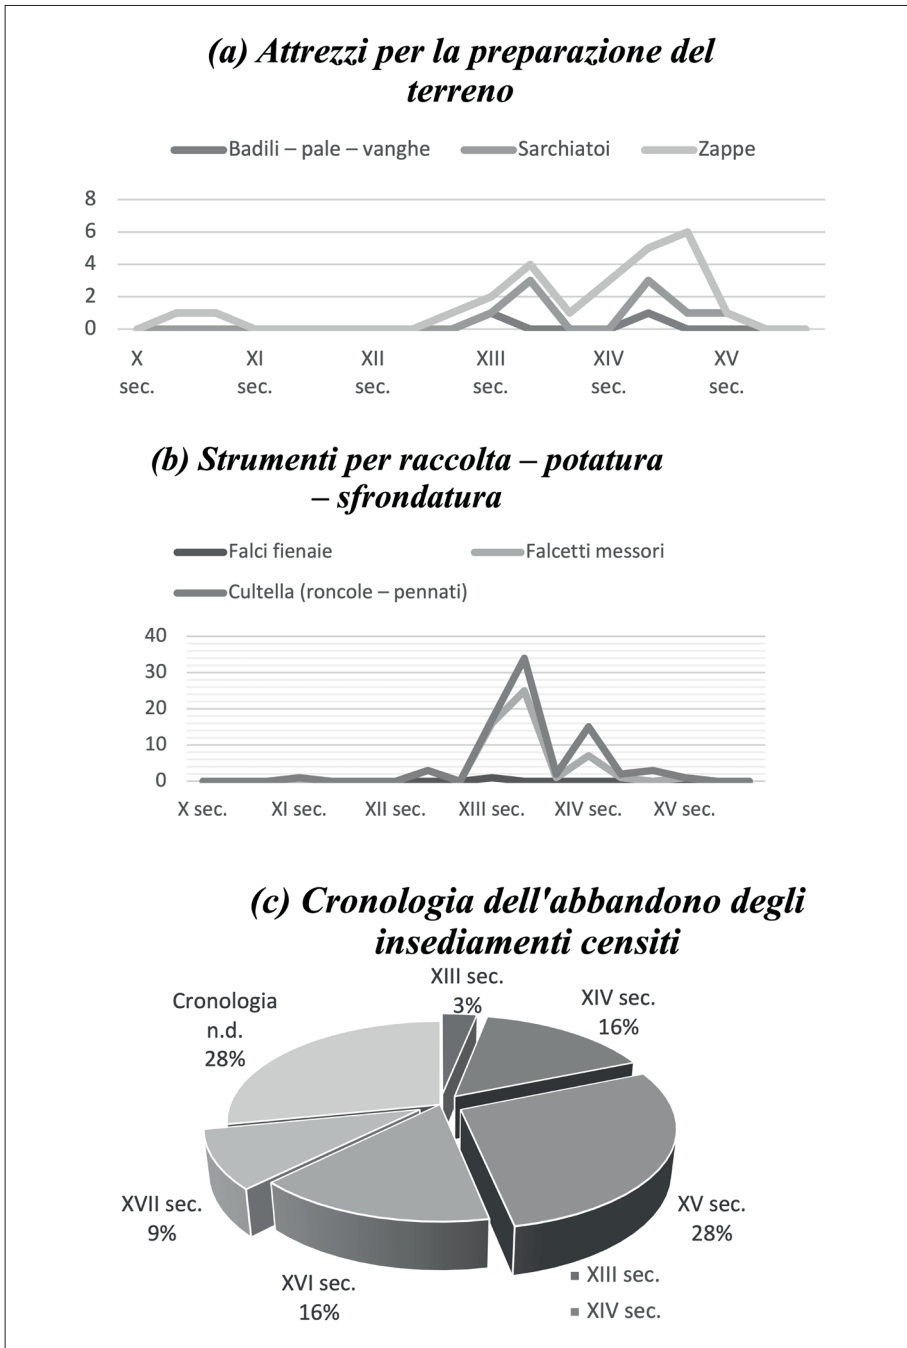 (a) Attrezzi per la preparazione del
terreno
Badili – pale – vanghe Sarchiatoi Zappe
8
6
4
2
0
X XI XII XIII XIV XV
sec. sec. sec. sec. sec. sec.
(b) Strumenti per raccolta – potatura
– sfrondatura
Falci fienaie Falcetti messori
Cultella (roncole – pennati)
40
30
20
10
0
X sec. XI sec. XII sec. XIII sec. XIV sec. XV sec.
(c) Cronologia dell'abbandono degli
insediamenti censiti
XIII sec.
3%
XIV sec.
16%
Cronologia
n.d.
28%
XVII sec.
9%
XV sec.
28%
XVI sec.
16%
XIII sec.
XIV sec.